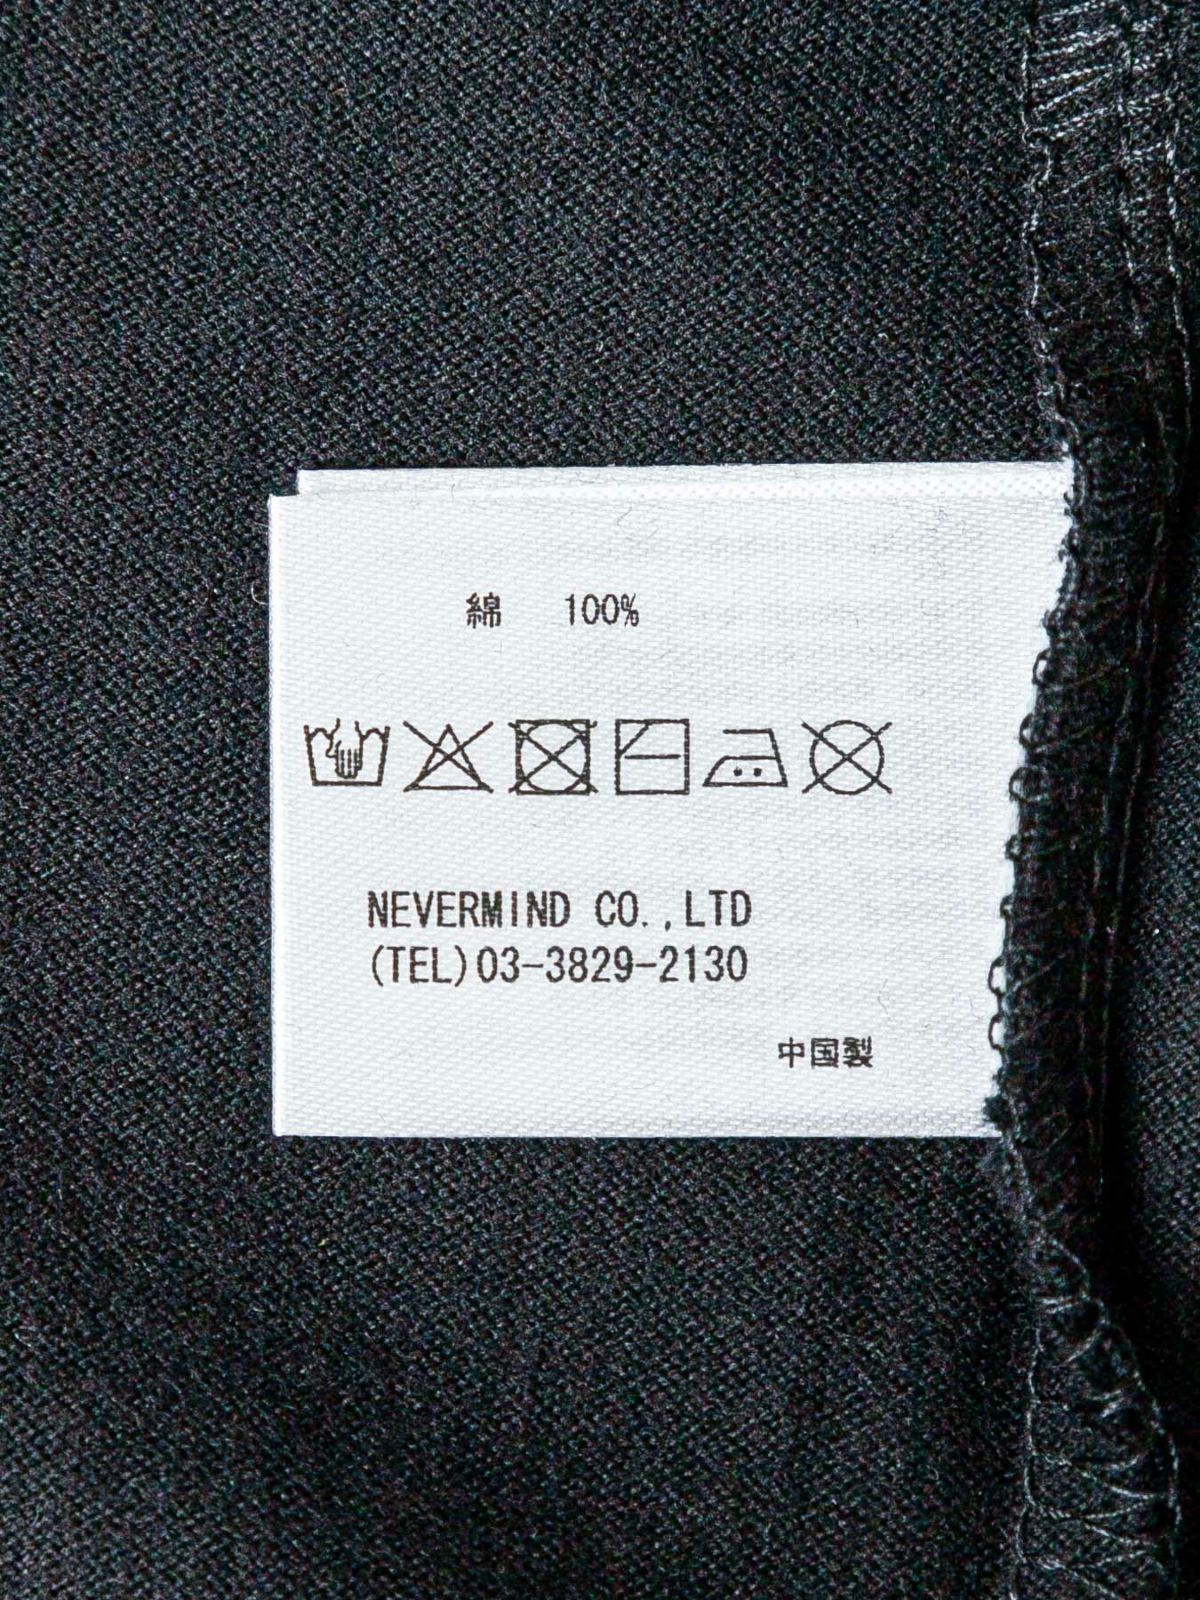 綿 100%
NEVERMIND CO.,LTD
(TEL)03-3829-2130
中国製